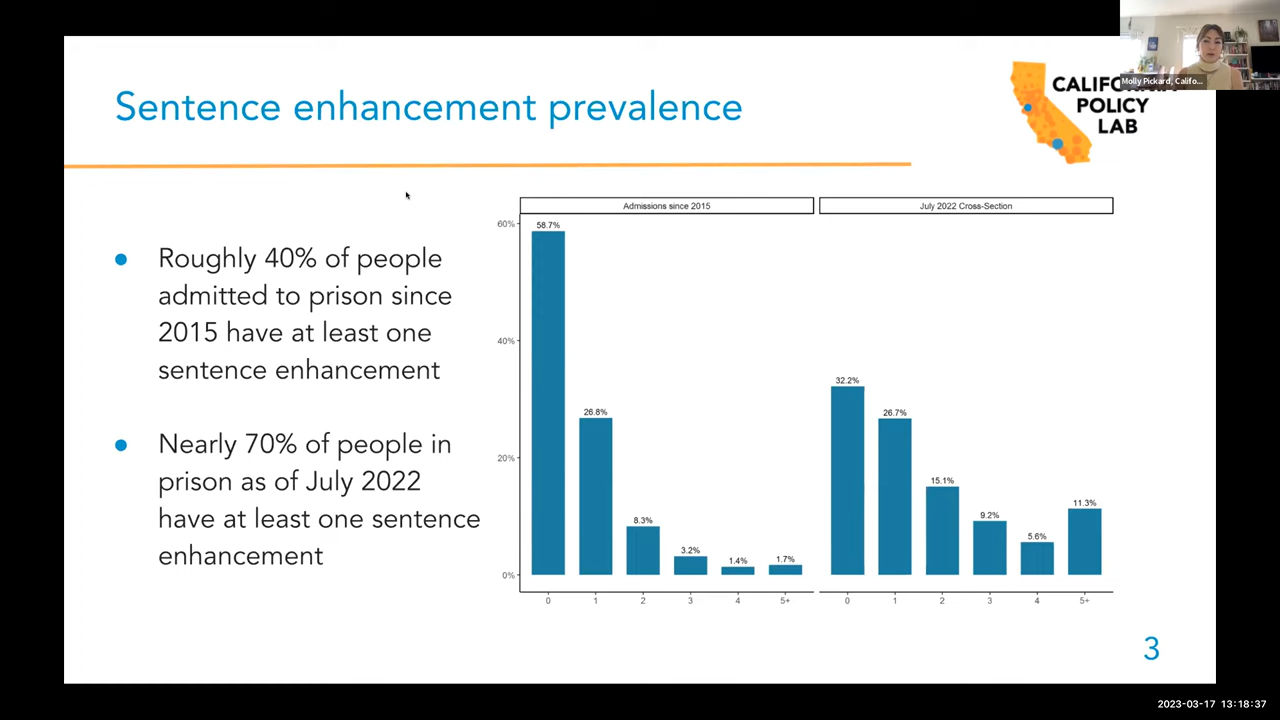 Molly Pickard, Califo...
Sentence enhancement prevalence
CALIFORNIA
POLICY
LAB
Roughly 40% of people
admitted to prison since
2015 have at least one
sentence enhancement
Nearly 70% of people in
prison as of July 2022
have at least one sentence
enhancement
Admissions since 2015
60%
40%
20%
0%
58.7%
26.8%
8.3%
3.2%
1.4%
1.7%
0 1 2 3 4 5+
July 2022 Cross-Section
32.2%
26.7%
15.1%
9.2%
5.6%
11.3%
0 1 2 3 4 5+
3
2023-03-17 13:18:37